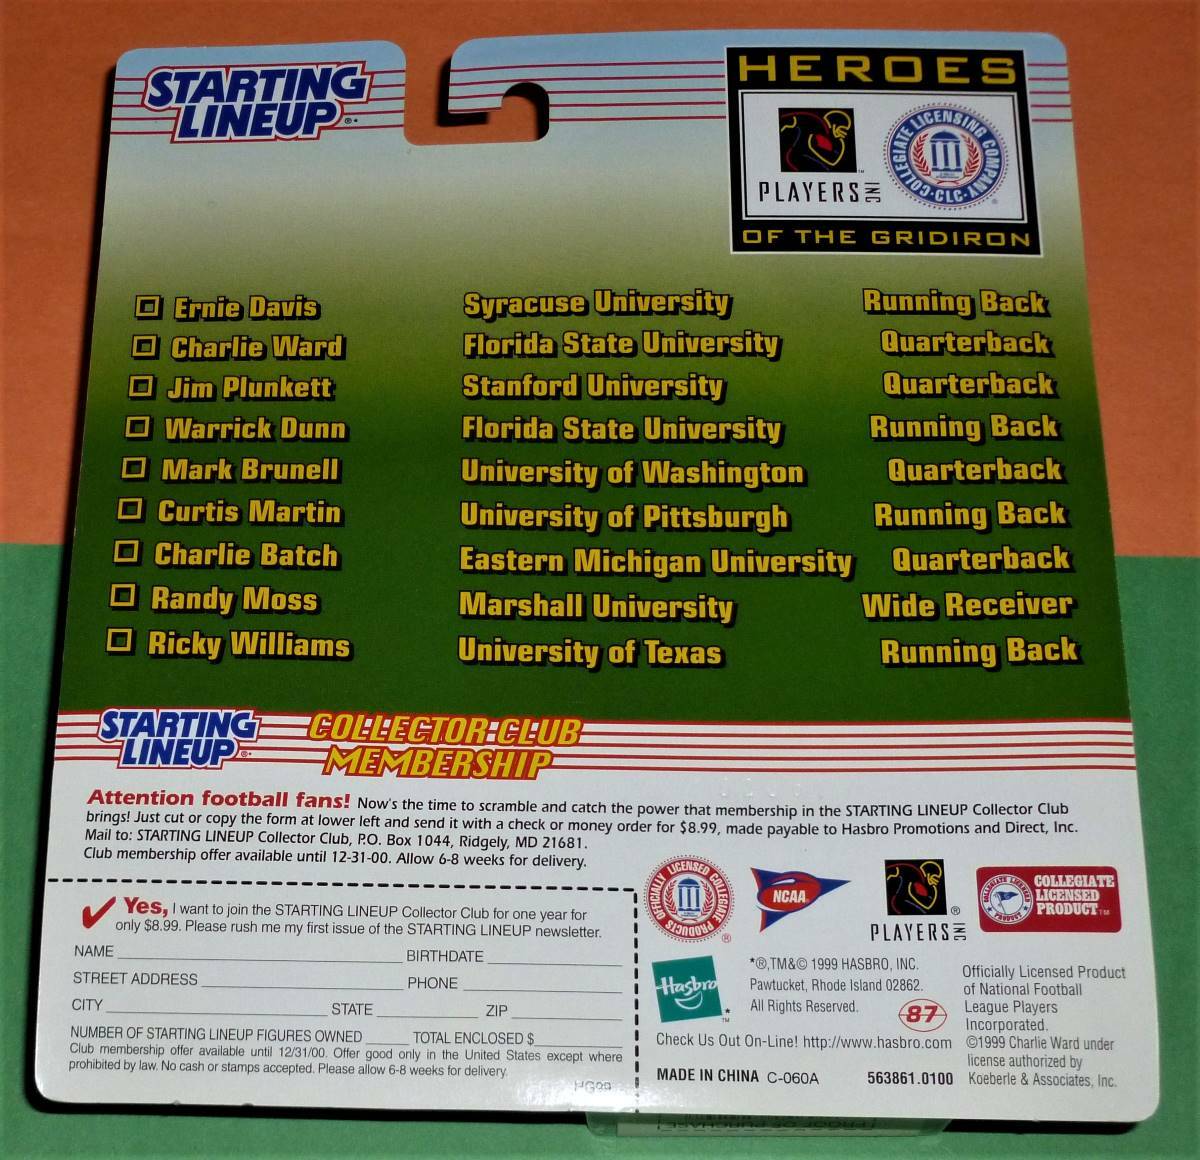 STARTING
LINEUP
HEROES
COLLEGIATE LICENSING COMPANY
·CLC·
PLAYERS INC
OF THE GRIDIRON
Ernie Davis Syracuse University Running Back
Charlie Ward Florida State University Quarterback
Jim Plunkett Stanford University Quarterback
Warrick Dunn Florida State University Running Back
Mark Brunell University of Washington Quarterback
Curtis Martin University of Pittsburgh Running Back
Charlie Batch Eastern Michigan University Quarterback
Randy Moss Marshall University Wide Receiver
Ricky Williams University of Texas Running Back
STARTING
LINEUP
COLLECTOR CLUB
MEMBERSHIP
Attention football fans! Now's the time to scramble and catch the power that membership in the STARTING LINEUP Collector Club
brings! Just cut or copy the form at lower left and send it with a check or money order for $8.99, made payable to Hasbro Promotions and Direct, Inc.
Mail to: STARTING LINEUP Collector Club, P.O. Box 1044, Ridgely, MD 21681.
Club membership offer available until 12-31-00. Allow 6-8 weeks for delivery.
Yes, I want to join the STARTING LINEUP Collector Club for one year for
only $8.99. Please rush me my first issue of the STARTING LINEUP newsletter.
NAME BIRTHDATE
STREET ADDRESS PHONE
CITY STATE ZIP
NUMBER OF STARTING LINEUP FIGURES OWNED TOTAL ENCLOSED $
Club membership offer available until 12/31/00. Offer good only in the United States except where
prohibited by law. No cash or stamps accepted. Please allow 6-8 weeks for delivery.
OFFICIALLY LICENSED COLLEGIATE PRODUCTS
®
NCAA
PLAYERS INC
®
COLLEGIATE
LICENSED
PRODUCT™
Hasbro
*
™
*®,TM&© 1999 HASBRO, INC.
Pawtucket, Rhode Island 02862.
All Rights Reserved.
87
Check Us Out On-Line! http://www.hasbro.com
MADE IN CHINA C-060A 563861.0100
Officially Licensed Product
of National Football
League Players
Incorporated.
©1999 Charlie Ward under
license authorized by
Koeberle & Associates, Inc.
PROOF OF PURCHASE